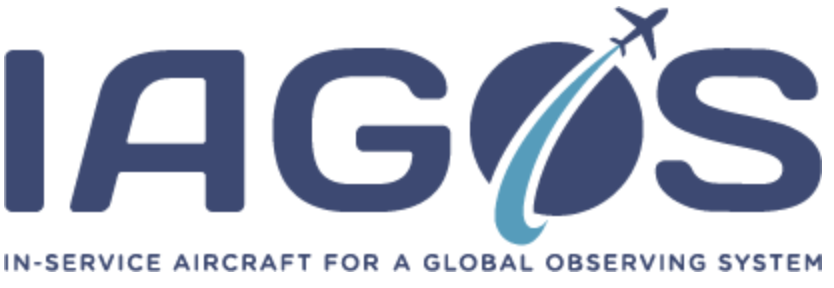 IAGOS
IN-SERVICE AIRCRAFT FOR A GLOBAL OBSERVING SYSTEM